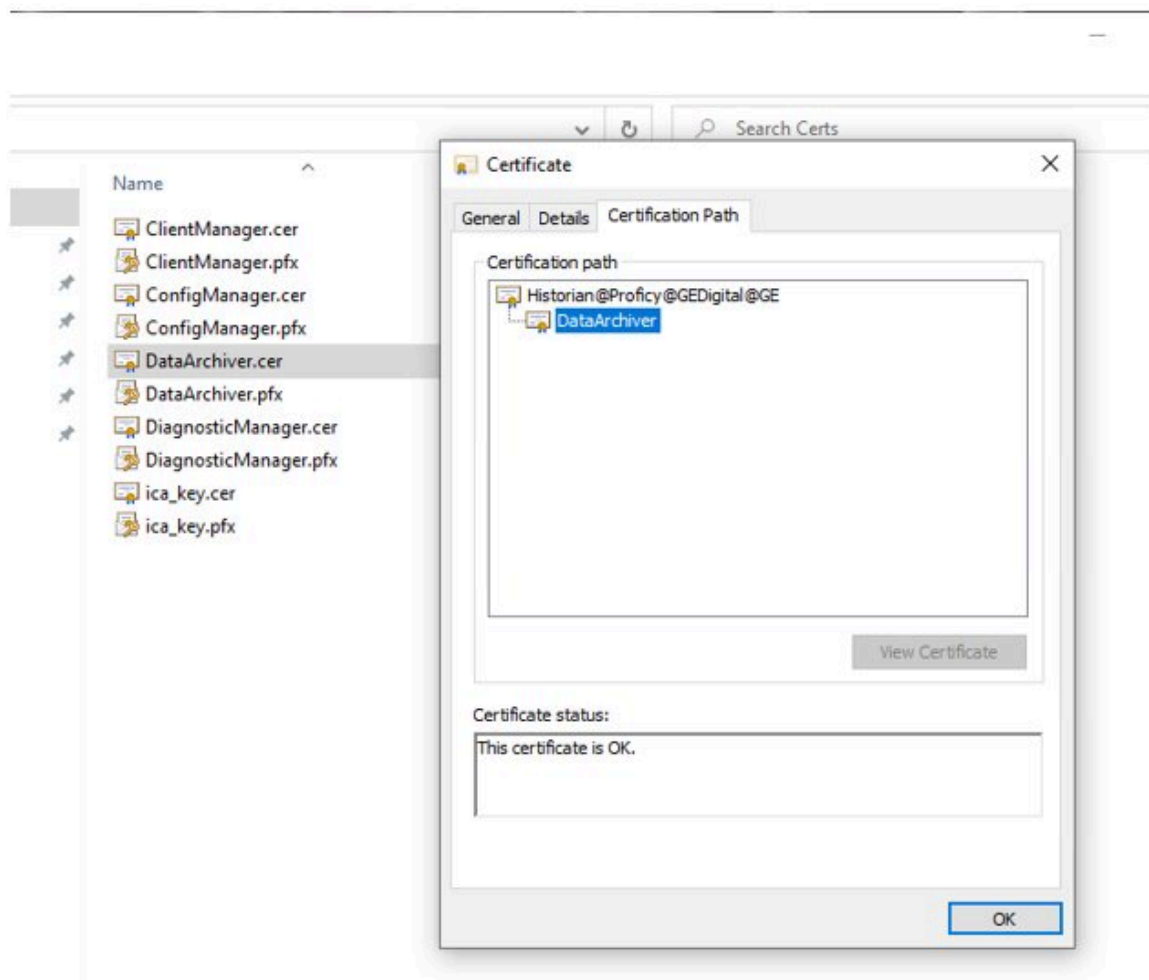 Search Certs
Name
ClientManager.cer
ClientManager.pfx
ConfigManager.cer
ConfigManager.pfx
DataArchiver.cer
DataArchiver.pfx
DiagnosticManager.cer
DiagnosticManager.pfx
ica_key.cer
ica_key.pfx
Certificate
General Details Certification Path
Certification path
Historian@Proficy@GEDigital@GE
DataArchiver
View Certificate
Certificate status:
This certificate is OK.
OK